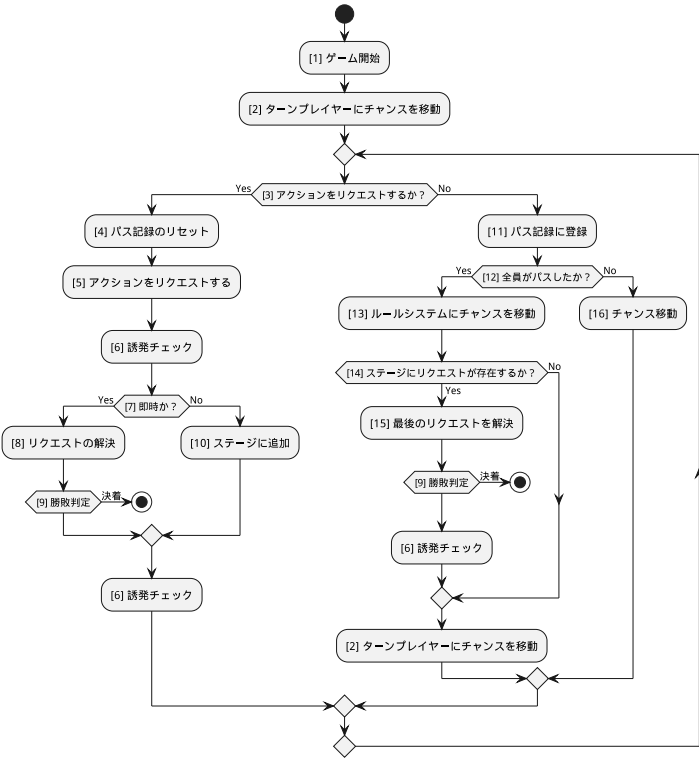 [1] ゲーム開始
[2] ターンプレイヤーにチャンスを移動
[3] アクションをリクエストするか？
Yes
No
[4] パス記録のリセット
[5] アクションをリクエストする
[6] 誘発チェック
[7] 即時か？
Yes
No
[8] リクエストの解決
[10] ステージに追加
[9] 勝敗判定
決着
[6] 誘発チェック
[11] パス記録に登録
[12] 全員がパスしたか？
Yes
No
[13] ルールシステムにチャンスを移動
[16] チャンス移動
[14] ステージにリクエストが存在するか？
No
Yes
[15] 最後のリクエストを解決
[9] 勝敗判定
決着
[6] 誘発チェック
[2] ターンプレイヤーにチャンスを移動